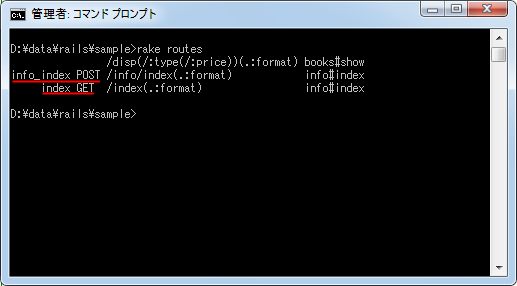 管理者: コマンド プロンプト
D:¥data¥rails¥sample>rake routes
/disp(/:type(/:price))(.:format) books#show
info_index POST /info/index(.:format) info#index
index GET /index(.:format) info#index
D:¥data¥rails¥sample>